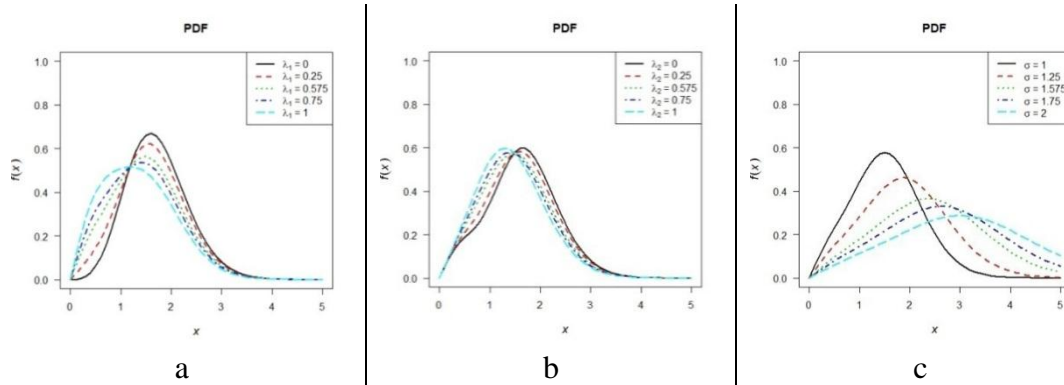 PDF
λ₁ = 0
λ₁ = 0.25
λ₁ = 0.575
λ₁ = 0.75
λ₁ = 1
1.0
0.8
0.6
0.4
0.2
0.0
f(x)
0 1 2 3 4 5
x
a
PDF
λ₂ = 0
λ₂ = 0.25
λ₂ = 0.575
λ₂ = 0.75
λ₂ = 1
1.0
0.8
0.6
0.4
0.2
0.0
f(x)
0 1 2 3 4 5
x
b
PDF
σ = 1
σ = 1.25
σ = 1.575
σ = 1.75
σ = 2
1.0
0.8
0.6
0.4
0.2
0.0
f(x)
0 1 2 3 4 5
x
c